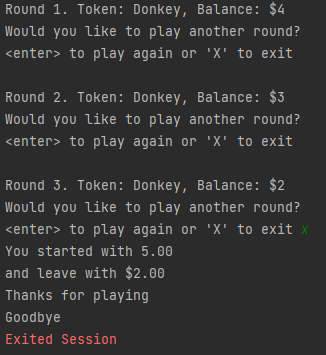 Round 1. Token: Donkey, Balance: $4
Would you like to play another round?
<enter> to play again or 'X' to exit
Round 2. Token: Donkey, Balance: $3
Would you like to play another round?
<enter> to play again or 'X' to exit
Round 3. Token: Donkey, Balance: $2
Would you like to play another round?
<enter> to play again or 'X' to exit x
You started with 5.00
and leave with $2.00
Thanks for playing
Goodbye
Exited Session